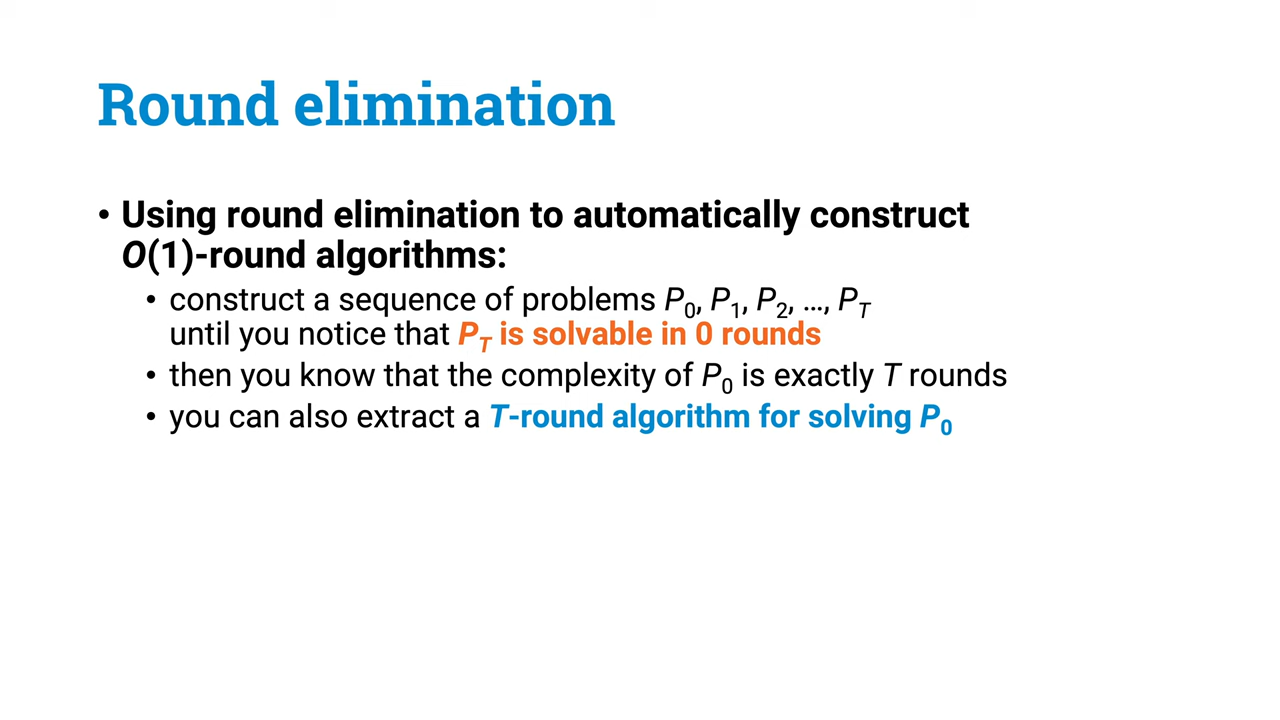 Round elimination
• Using round elimination to automatically construct
O(1)-round algorithms:
• construct a sequence of problems P₀, P₁, P₂, ..., P_T
until you notice that P_T is solvable in 0 rounds
• then you know that the complexity of P₀ is exactly T rounds
• you can also extract a T-round algorithm for solving P₀